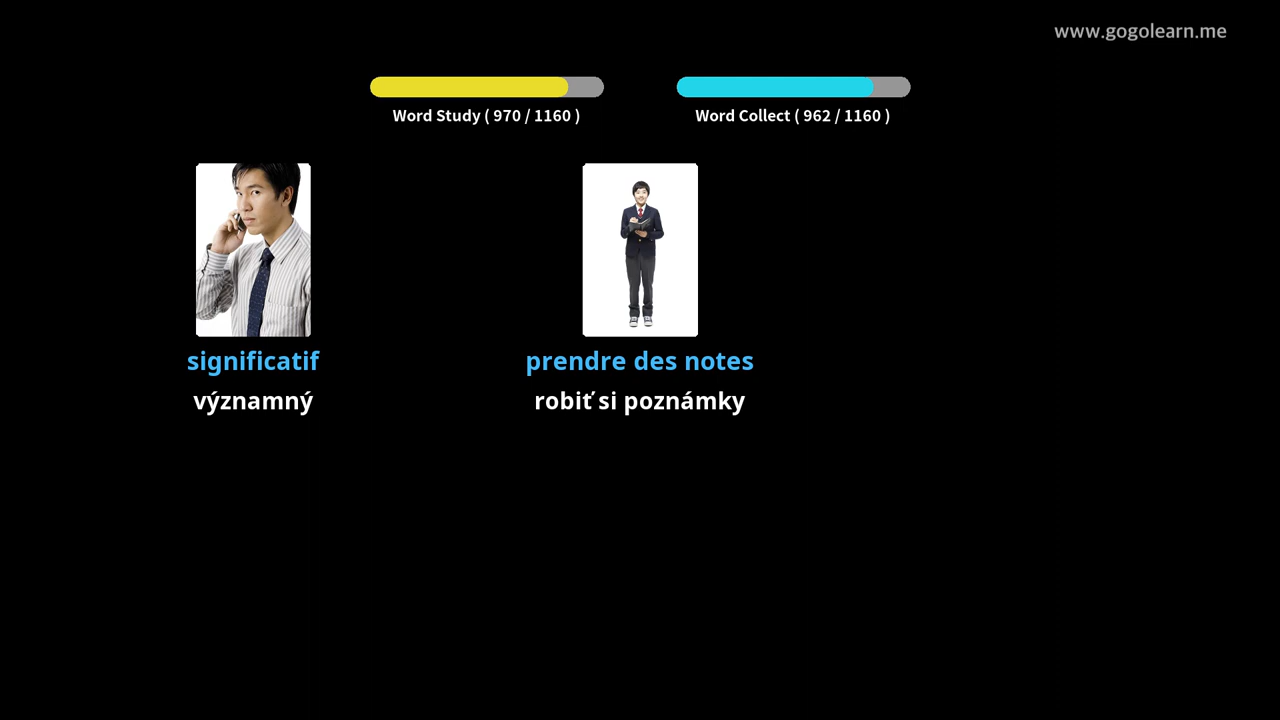 www.gogolearn.me
Word Study ( 970 / 1160 )
Word Collect ( 962 / 1160 )
significatif
významný
prendre des notes
robiť si poznámky